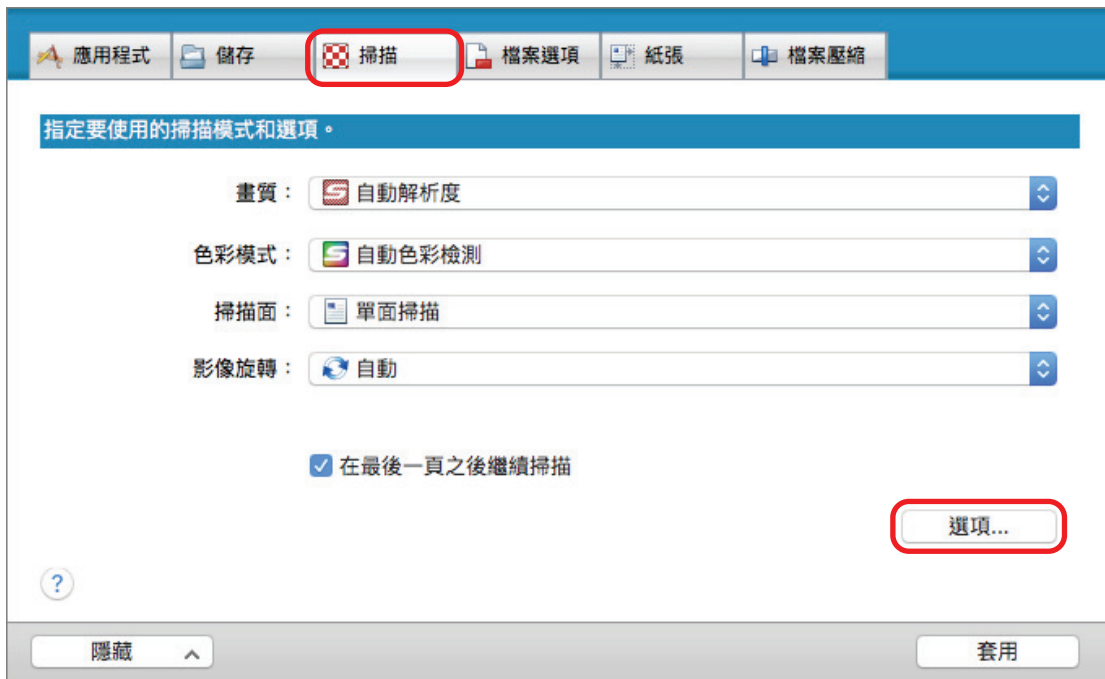 應用程式 儲存 掃描 檔案選項 紙張 檔案壓縮
指定要使用的掃描模式和選項。
畫質： 自動解析度
色彩模式： 自動色彩檢測
掃描面： 單面掃描
影像旋轉： 自動
在最後一頁之後繼續掃描
選項...
?
隱藏 套用